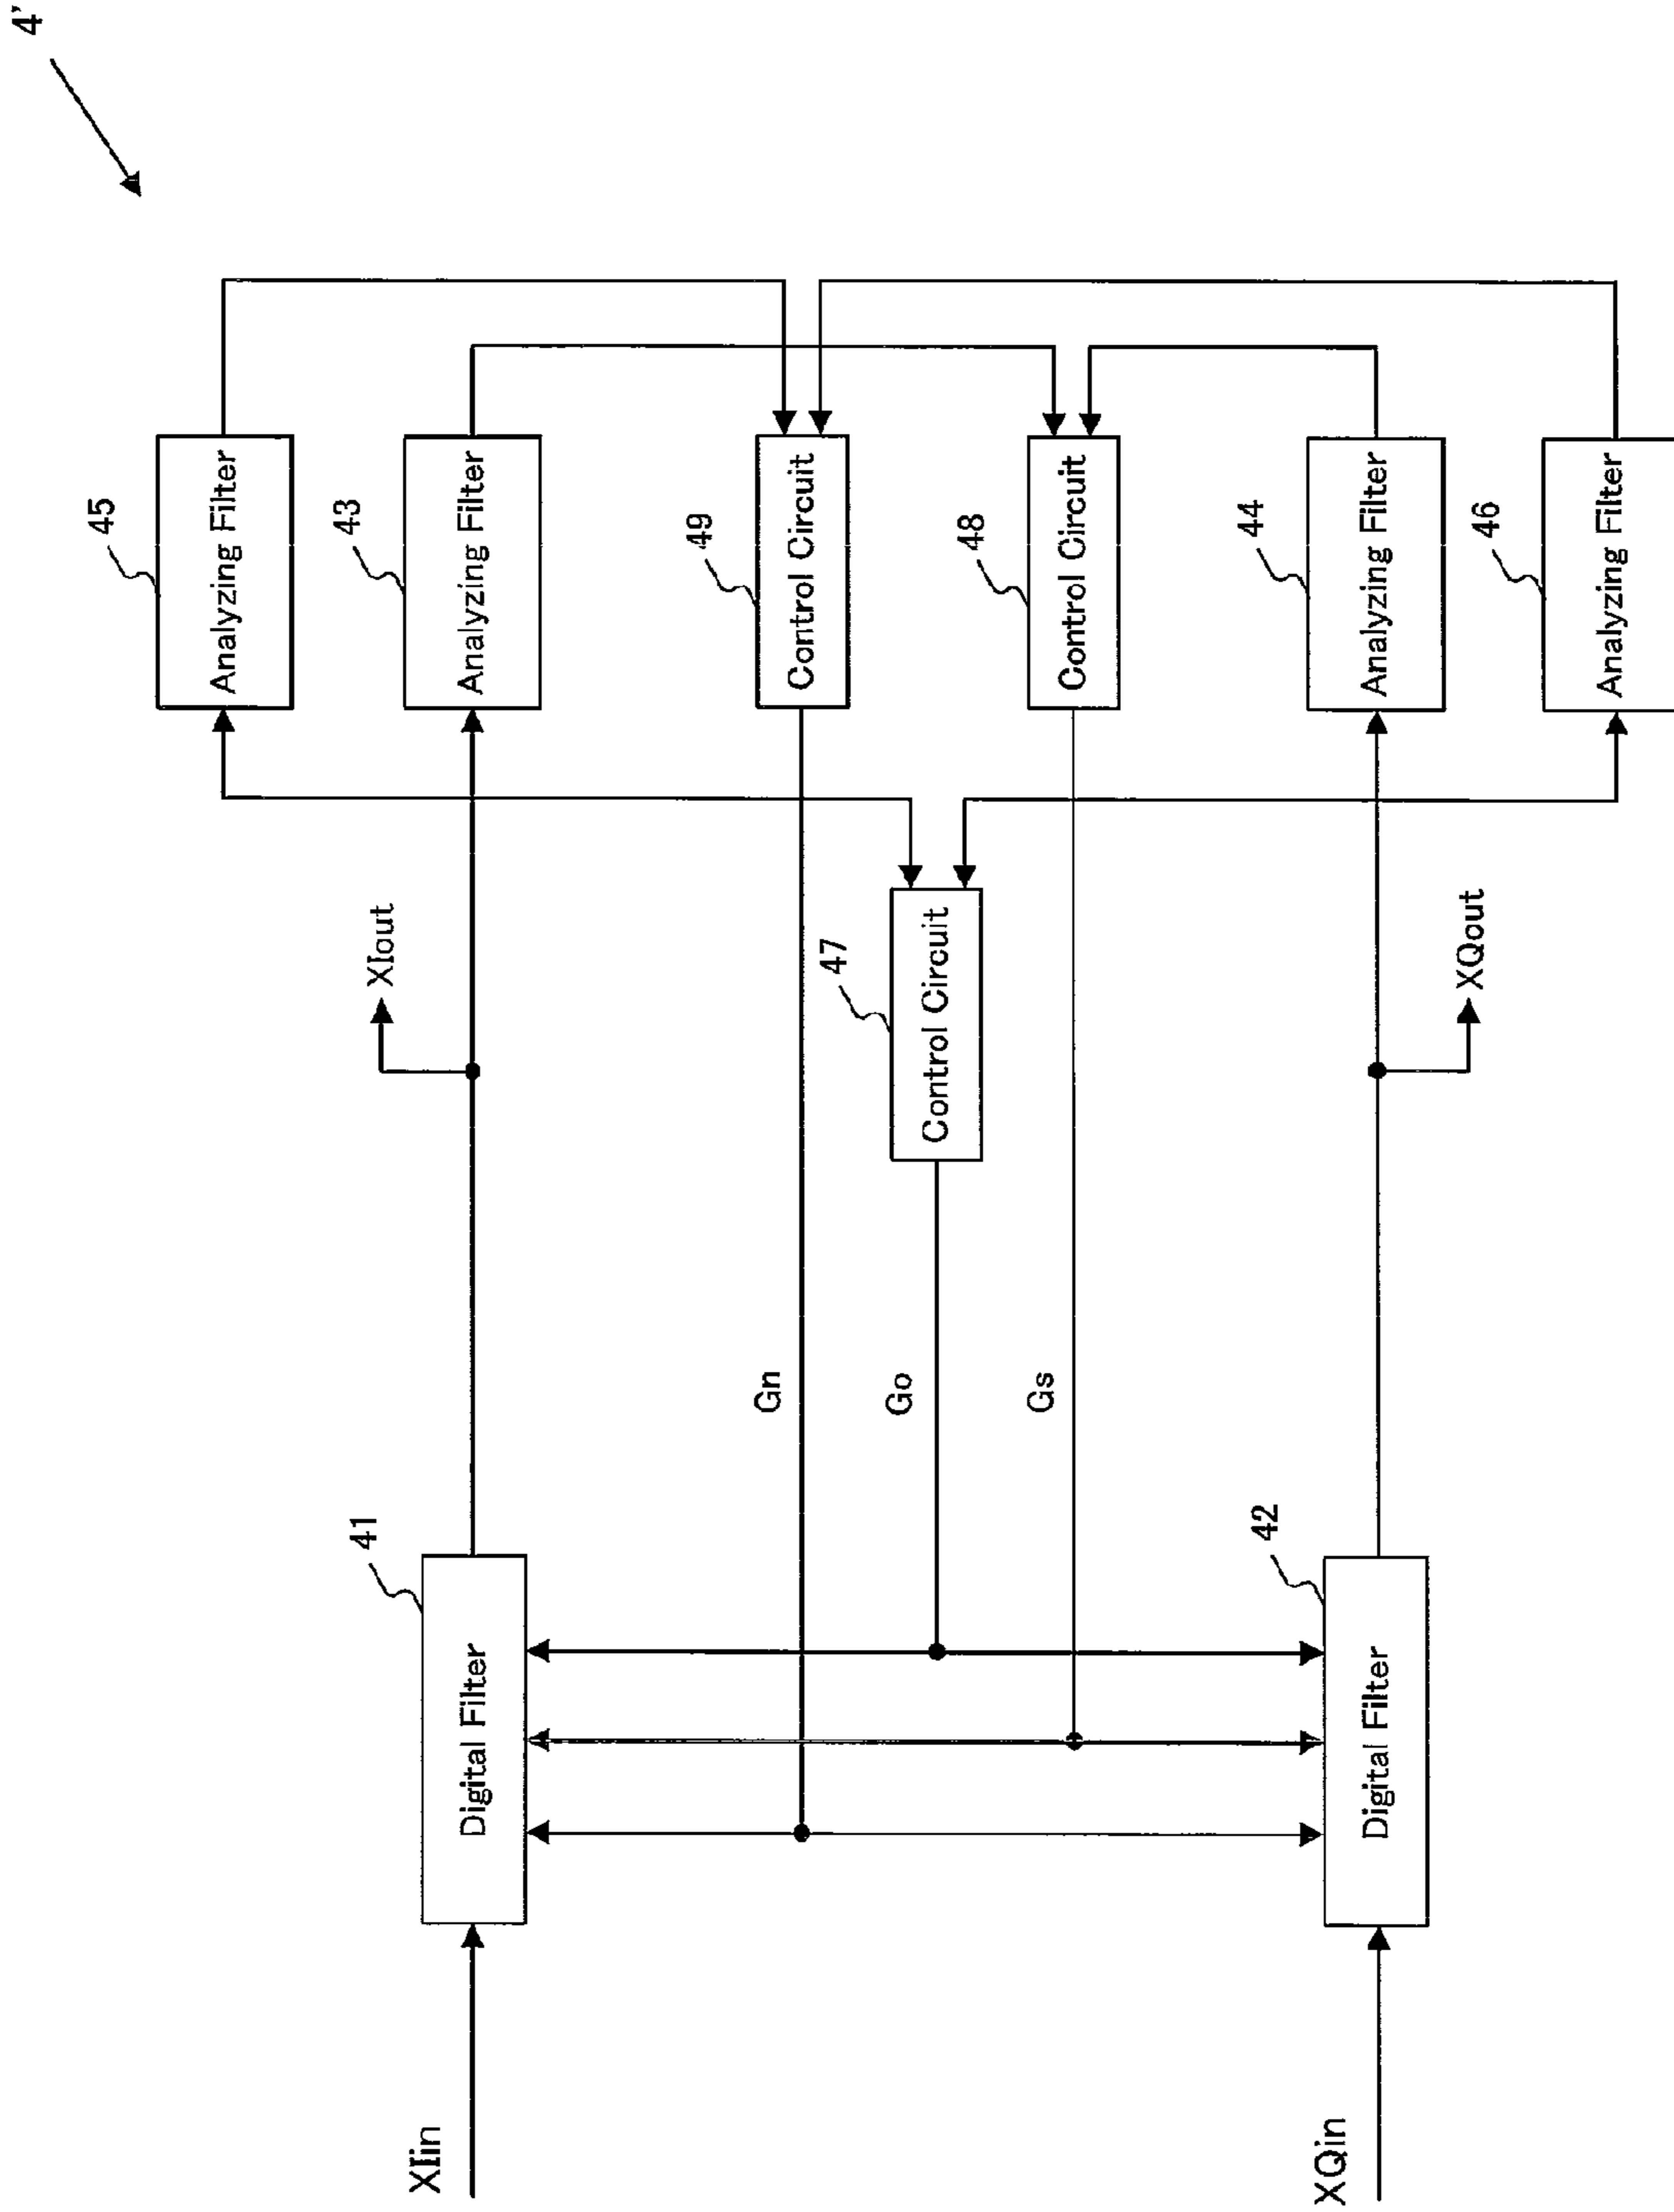 4'
45
Analyzing Filter
43
Analyzing Filter
XIout
41
Digital Filter
XIin
49
Control Circuit
Gn
47
Control Circuit
Go
48
Control Circuit
Gs
44
Analyzing Filter
XQout
42
Digital Filter
XQin
46
Analyzing Filter